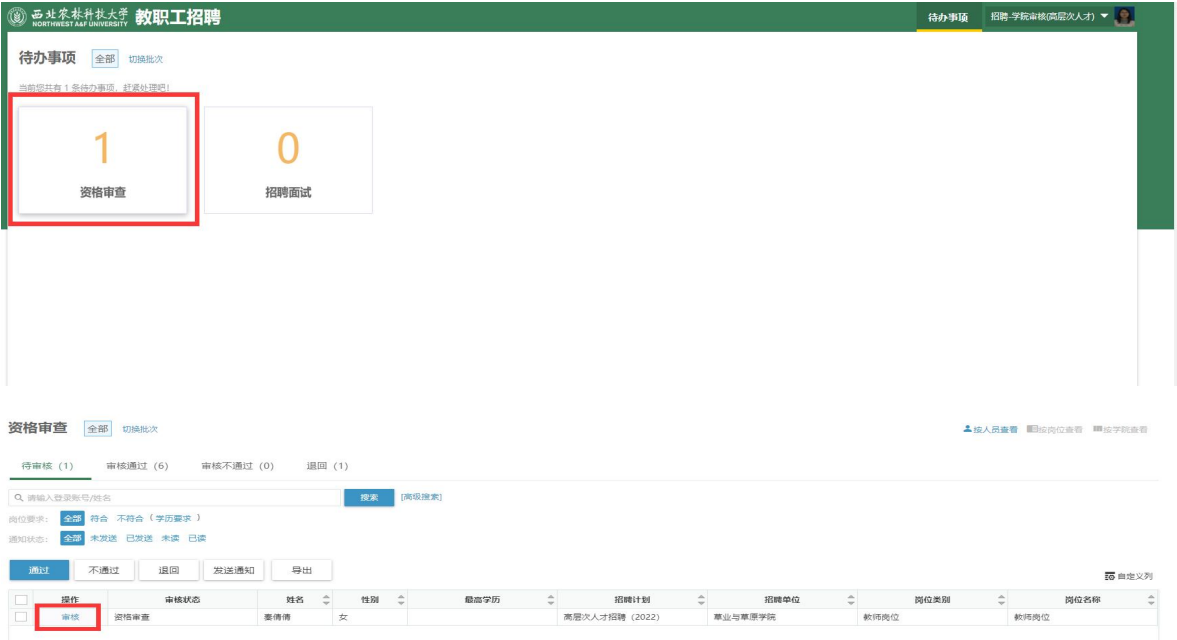 西北农林科技大学 教职工招聘 待办事项 招聘-学院审核(高层次人才)
NORTHWEST A&F UNIVERSITY
待办事项 全部 切换批次
当前您共有 1 条待办事项，赶紧处理吧！
1 0
资格审查 招聘面试
资格审查 全部 切换批次 按人员查看 按岗位查看 按学院查看
待审核 (1) 审核通过 (6) 审核不通过 (0) 退回 (1)
请输入登录账号/姓名 搜索 [高级搜索]
岗位要求： 全部 符合 不符合 ( 学历要求 )
通知状态： 全部 未发送 已发送 未读 已读
通过 不通过 退回 发送通知 导出 自定义列
操作 审核状态 姓名 性别 最高学历 招聘计划 招聘单位 岗位类别 岗位名称
审核 资格审查 秦倩倩 女 高层次人才招聘 (2022) 草业与草原学院 教师岗位 教师岗位